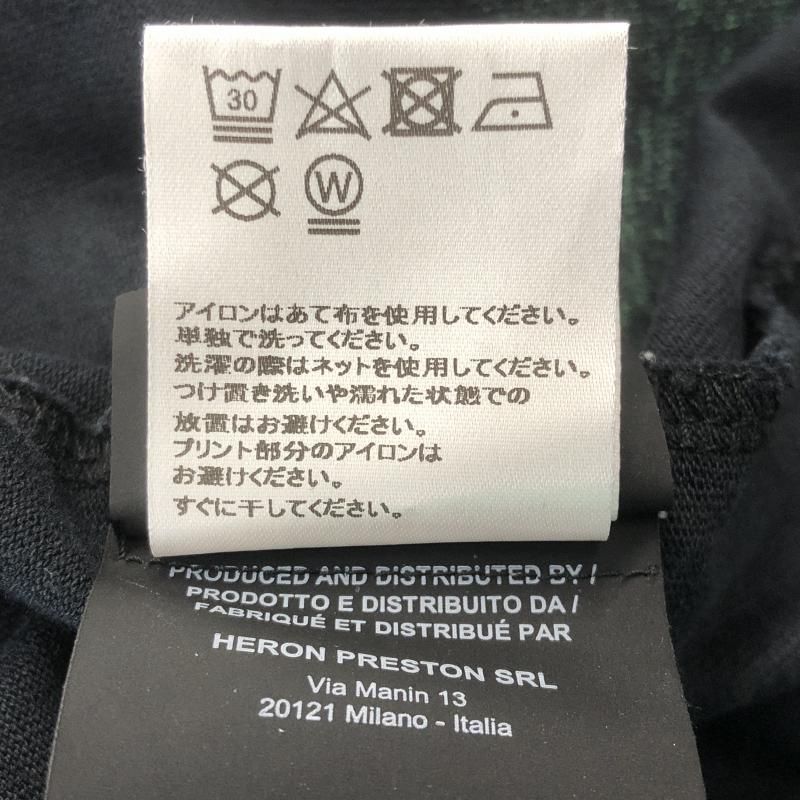 30
W
アイロンはあて布を使用してください。
単独で洗ってください。
洗濯の際はネットを使用してください。
つけ置き洗いや濡れた状態での
放置はお避けください。
プリント部分のアイロンは
お避けください。
すぐに干してください。
PRODUCED AND DISTRIBUTED BY /
PRODOTTO E DISTRIBUITO DA /
FABRIQUÉ ET DISTRIBUÉ PAR
HERON PRESTON SRL
Via Manin 13
20121 Milano - Italia